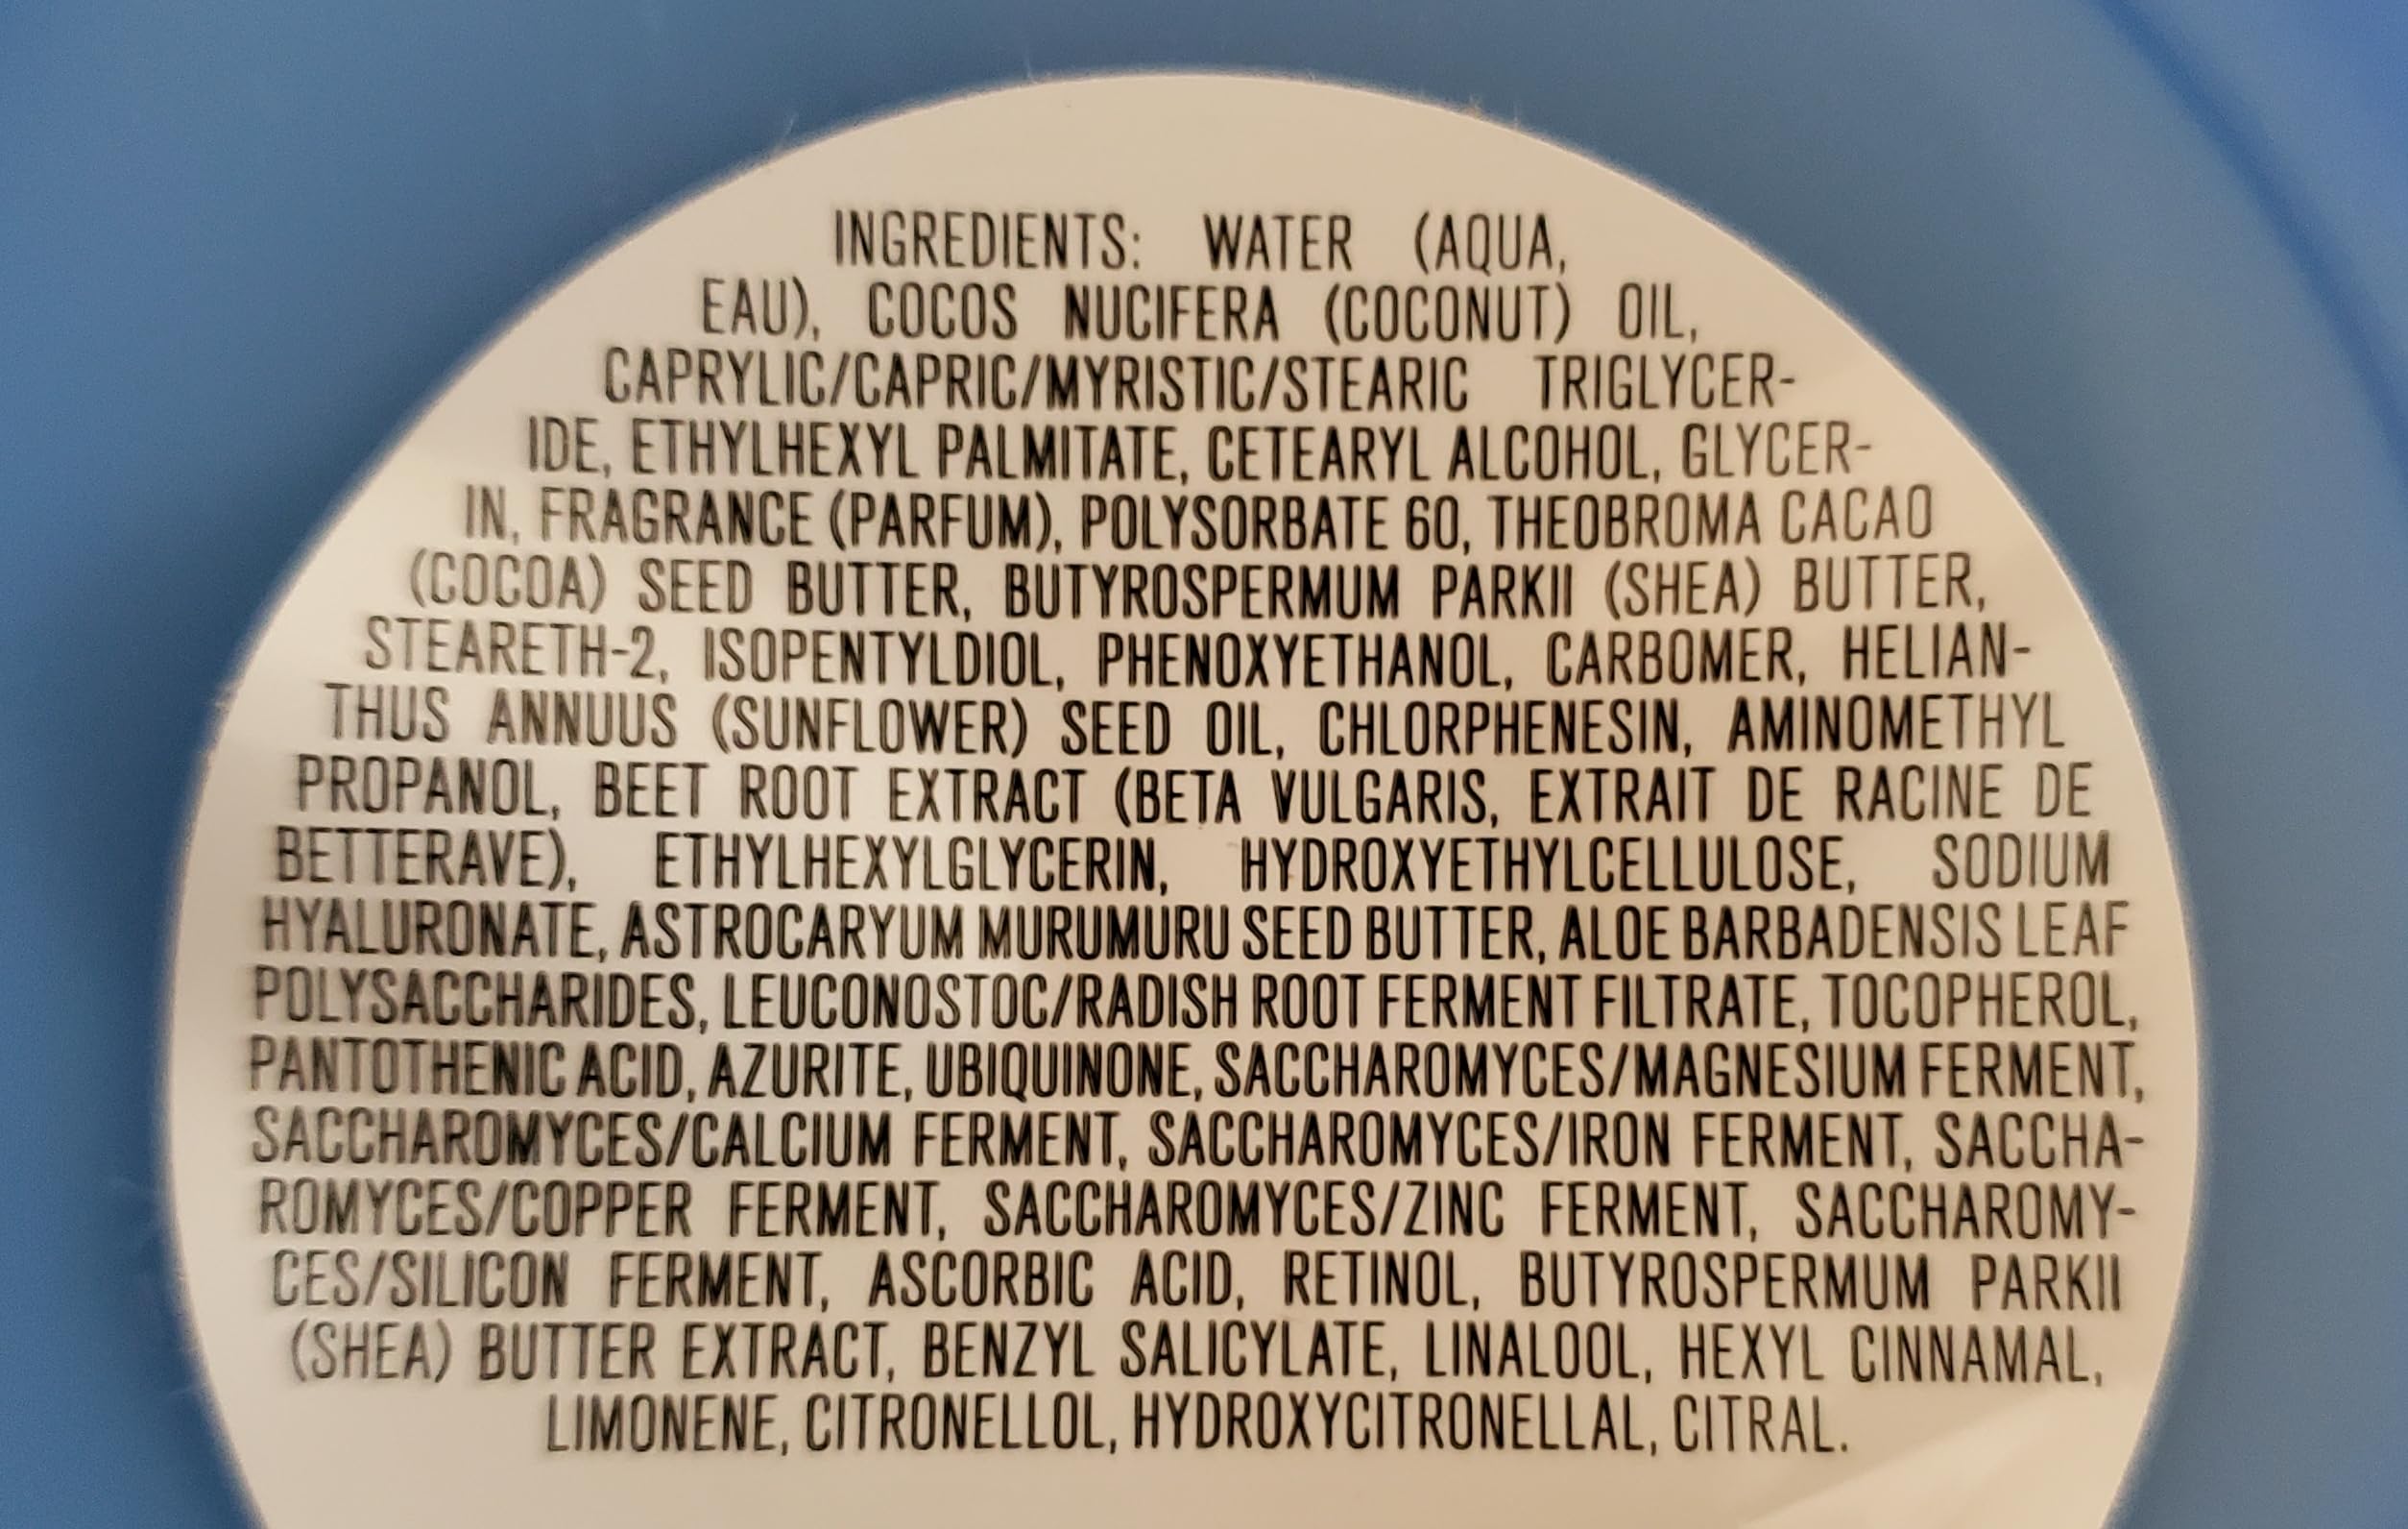 INGREDIENTS: WATER (AQUA,
EAU), COCOS NUCIFERA (COCONUT) OIL,
CAPRYLIC/CAPRIC/MYRISTIC/STEARIC TRIGLYCER-
IDE, ETHYLHEXYL PALMITATE, CETEARYL ALCOHOL, GLYCER-
IN, FRAGRANCE (PARFUM), POLYSORBATE 60, THEOBROMA CACAO
(COCOA) SEED BUTTER, BUTYROSPERMUM PARKII (SHEA) BUTTER,
STEARETH-2, ISOPENTYLDIOL, PHENOXYETHANOL, CARBOMER, HELIAN-
THUS ANNUUS (SUNFLOWER) SEED OIL, CHLORPHENESIN, AMINOMETHYL
PROPANOL, BEET ROOT EXTRACT (BETA VULGARIS, EXTRAIT DE RACINE DE
BETTERAVE), ETHYLHEXYLGLYCERIN, HYDROXYETHYLCELLULOSE, SODIUM
HYALURONATE, ASTROCARYUM MURUMURU SEED BUTTER, ALOE BARBADENSIS LEAF
POLYSACCHARIDES, LEUCONOSTOC/RADISH ROOT FERMENT FILTRATE, TOCOPHEROL,
PANTOTHENIC ACID, AZURITE, UBIQUINONE, SACCHAROMYCES/MAGNESIUM FERMENT,
SACCHAROMYCES/CALCIUM FERMENT, SACCHAROMYCES/IRON FERMENT, SACCHA-
ROMYCES/COPPER FERMENT, SACCHAROMYCES/ZINC FERMENT, SACCHAROMY-
CES/SILICON FERMENT, ASCORBIC ACID, RETINOL, BUTYROSPERMUM PARKII
(SHEA) BUTTER EXTRACT, BENZYL SALICYLATE, LINALOOL, HEXYL CINNAMAL,
LIMONENE, CITRONELLOL, HYDROXYCITRONELLAL, CITRAL.